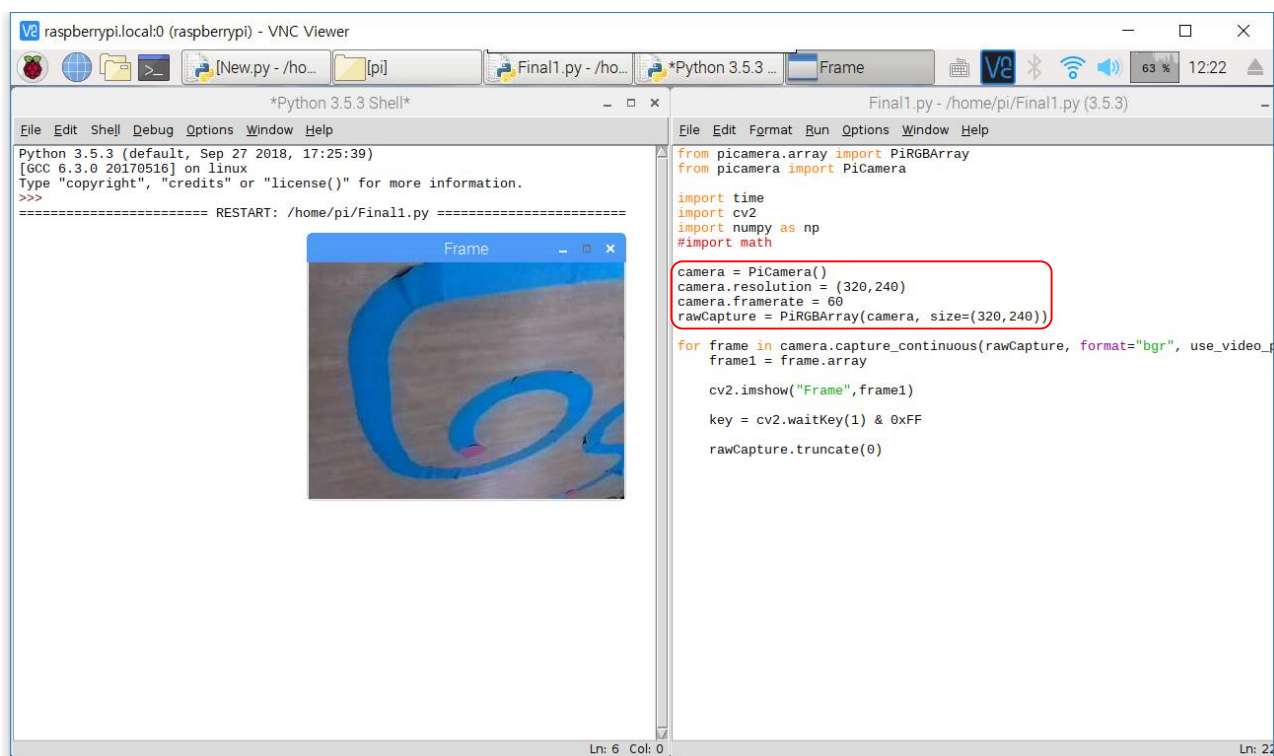 raspberrypi.local:0 (raspberrypi) - VNC Viewer
[New.py - /ho... [pi] Final1.py - /ho... *Python 3.5.3 ... Frame 63 % 12:22
*Python 3.5.3 Shell*
File Edit Shell Debug Options Window Help
Python 3.5.3 (default, Sep 27 2018, 17:25:39)
[GCC 6.3.0 20170516] on linux
Type "copyright", "credits" or "license()" for more information.
>>>
======================== RESTART: /home/pi/Final1.py ========================
Frame
Ln: 6 Col: 0
Final1.py - /home/pi/Final1.py (3.5.3)
File Edit Format Run Options Window Help
from picamera.array import PiRGBArray
from picamera import PiCamera
import time
import cv2
import numpy as np
#import math
camera = PiCamera()
camera.resolution = (320,240)
camera.framerate = 60
rawCapture = PiRGBArray(camera, size=(320,240))
for frame in camera.capture_continuous(rawCapture, format="bgr", use_video_p
frame1 = frame.array
cv2.imshow("Frame",frame1)
key = cv2.waitKey(1) & 0xFF
rawCapture.truncate(0)
Ln: 22